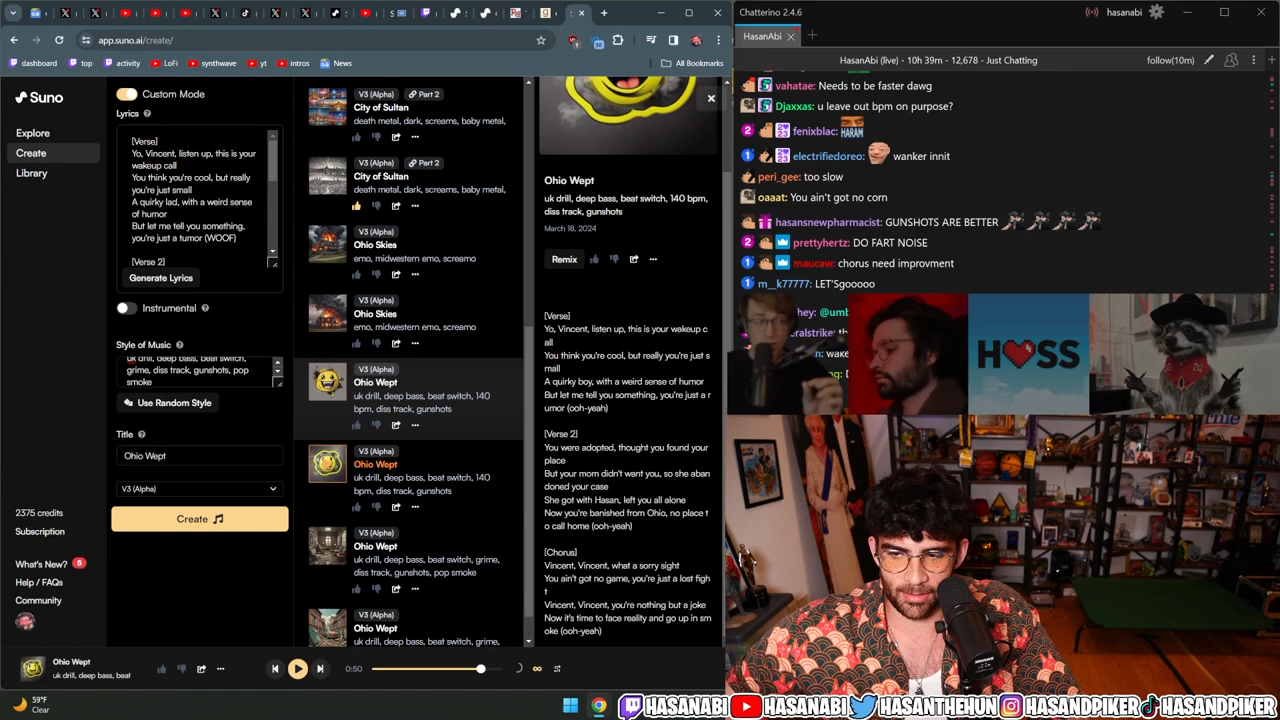 Chatterino 2.4.6
hasanabi
HasanAbi
app.suno.ai/create/
dashboard
top
activity
LoFi
synthwave
yt
intros
News
All Bookmarks
HasanAbi (live) - 10h 39m - 12,678 - Just Chatting
follow(10m)
Suno
Explore
Create
Library
2375 credits
Subscription
What's New?
5
Help / FAQs
Community
Custom Mode
Lyrics
[Verse]
Yo, Vincent, listen up, this is your
wakeup call
You think you're cool, but really
you're just small
A quirky lad, with a weird sense
of humor
But let me tell you something,
you're just a tumor (WOOF)
[Verse 2]
Generate Lyrics
Instrumental
Style of Music
uk drill, deep bass, beat switch,
grime, diss track, gunshots, pop
smoke
Use Random Style
Title
Ohio Wept
V3 (Alpha)
Create
V3 (Alpha)
Part 2
City of Sultan
death metal, dark, screams, baby metal,
V3 (Alpha)
Part 2
City of Sultan
death metal, dark, screams, baby metal,
V3 (Alpha)
Ohio Skies
emo, midwestern emo, screamo
V3 (Alpha)
Ohio Skies
emo, midwestern emo, screamo
V3 (Alpha)
Ohio Wept
uk drill, deep bass, beat switch, 140
bpm, diss track, gunshots
V3 (Alpha)
Ohio Wept
uk drill, deep bass, beat switch, 140
bpm, diss track, gunshots
V3 (Alpha)
Ohio Wept
uk drill, deep bass, beat switch, grime,
diss track, gunshots, pop smoke
V3 (Alpha)
Ohio Wept
uk drill, deep bass, beat switch, grime,
Ohio Wept
uk drill, deep bass, beat switch, 140 bpm,
diss track, gunshots
March 18, 2024
Remix
[Verse]
Yo, Vincent, listen up, this is your wakeup c
all
You think you're cool, but really you're just s
mall
A quirky boy, with a weird sense of humor
But let me tell you something, you're just a r
umor (ooh-yeah)
[Verse 2]
You were adopted, thought you found your
place
But your mom didn't want you, so she aban
doned your case
She got with Hasan, left you all alone
Now you're banished from Ohio, no place t
o call home (ooh-yeah)
[Chorus]
Vincent, Vincent, what a sorry sight
You ain't got no game, you're just a lost figh
t
Vincent, Vincent, you're nothing but a joke
Now it's time to face reality and go up in sm
oke (ooh-yeah)
vahatae: Needs to be faster dawg
Djaxxas: u leave out bpm on purpose?
fenixblac: HARAM
electrifiedoreo: wanker innit
peri_gee: too slow
oaaat: You ain't got no corn
hasansnewpharmacist: GUNSHOTS ARE BETTER
prettyhertz: DO FART NOISE
maucaw: chorus need improvment
m__k77777: LET'Sgooooo
hey: @umb
H SS
Ohio Wept
uk drill, deep bass, beat
0:50
59°F
Clear
HASANABI
HASANABI
HASANTHEHUN
HASANDPIKER
HASANDPIKER